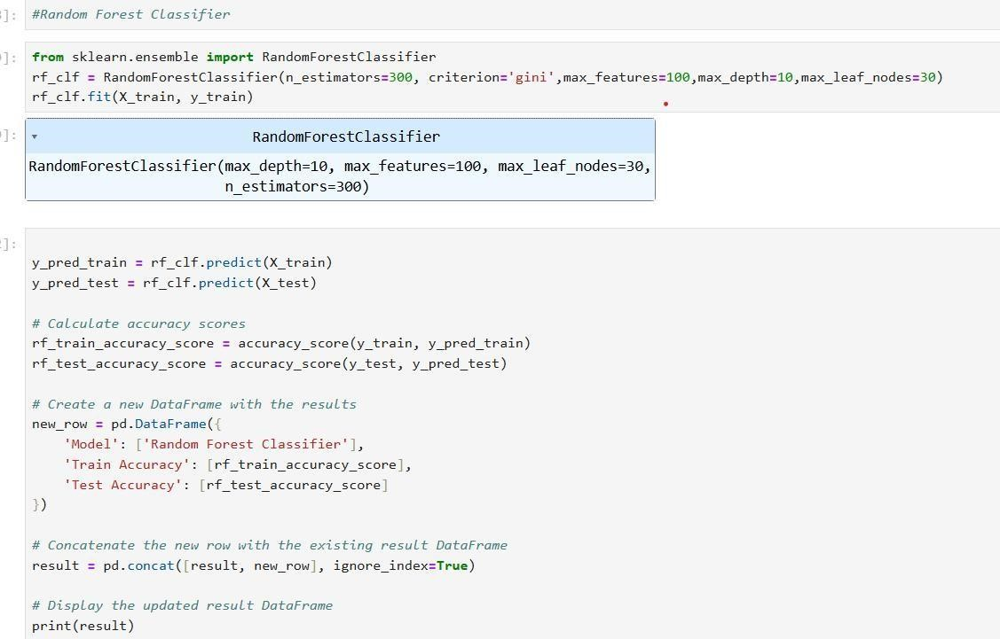 ]: #Random Forest Classifier
]: from sklearn.ensemble import RandomForestClassifier
rf_clf = RandomForestClassifier(n_estimators=300, criterion='gini',max_features=100,max_depth=10,max_leaf_nodes=30)
rf_clf.fit(X_train, y_train)
]: ▾ RandomForestClassifier
RandomForestClassifier(max_depth=10, max_features=100, max_leaf_nodes=30,
n_estimators=300)
]:
y_pred_train = rf_clf.predict(X_train)
y_pred_test = rf_clf.predict(X_test)
# Calculate accuracy scores
rf_train_accuracy_score = accuracy_score(y_train, y_pred_train)
rf_test_accuracy_score = accuracy_score(y_test, y_pred_test)
# Create a new DataFrame with the results
new_row = pd.DataFrame({
    'Model': ['Random Forest Classifier'],
    'Train Accuracy': [rf_train_accuracy_score],
    'Test Accuracy': [rf_test_accuracy_score]
})
# Concatenate the new row with the existing result DataFrame
result = pd.concat([result, new_row], ignore_index=True)
# Display the updated result DataFrame
print(result)